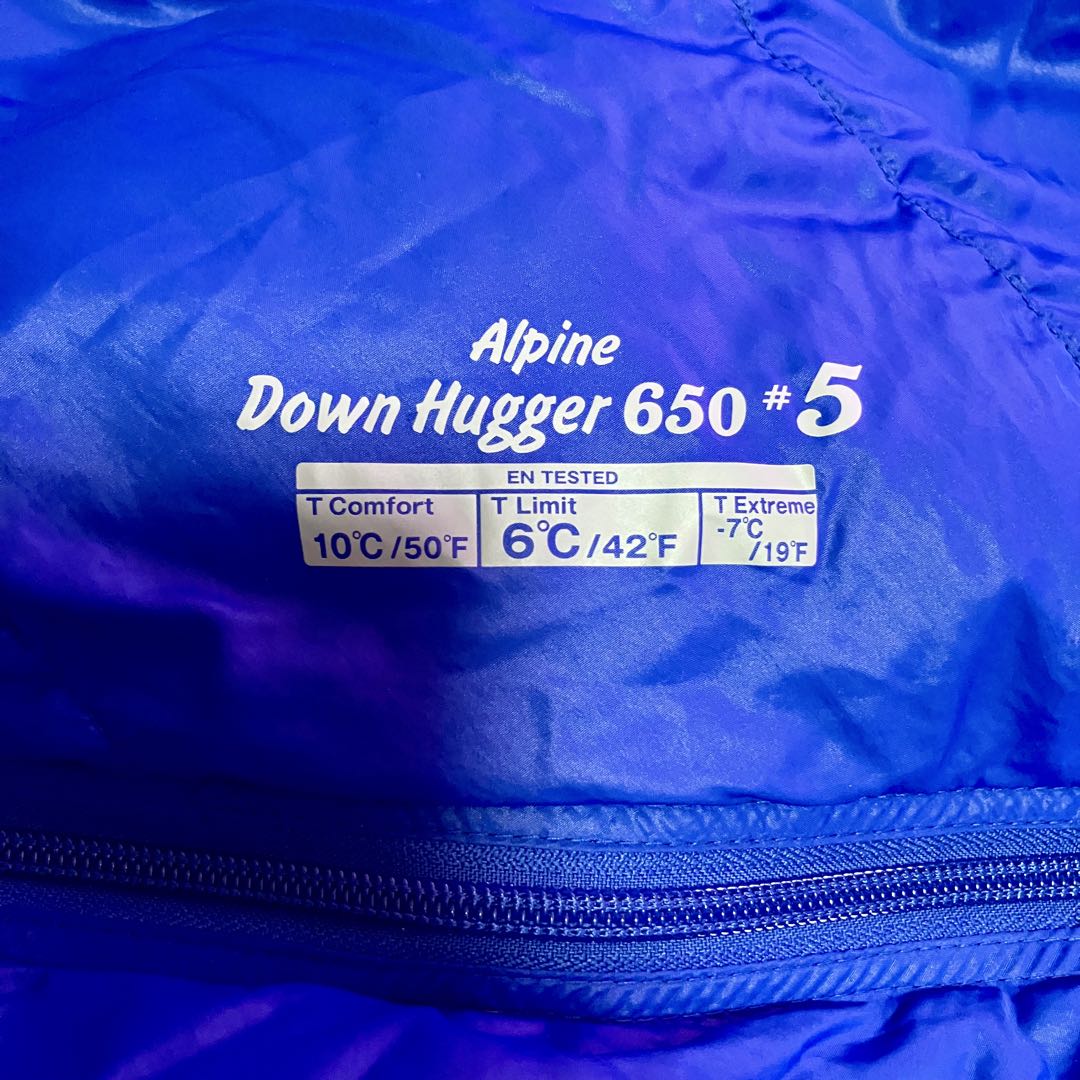 Alpine
Down Hugger 650 #5
EN TESTED
T Comfort
10℃/50°F
T Limit
6℃/42°F
T Extreme
-7℃
/19°F